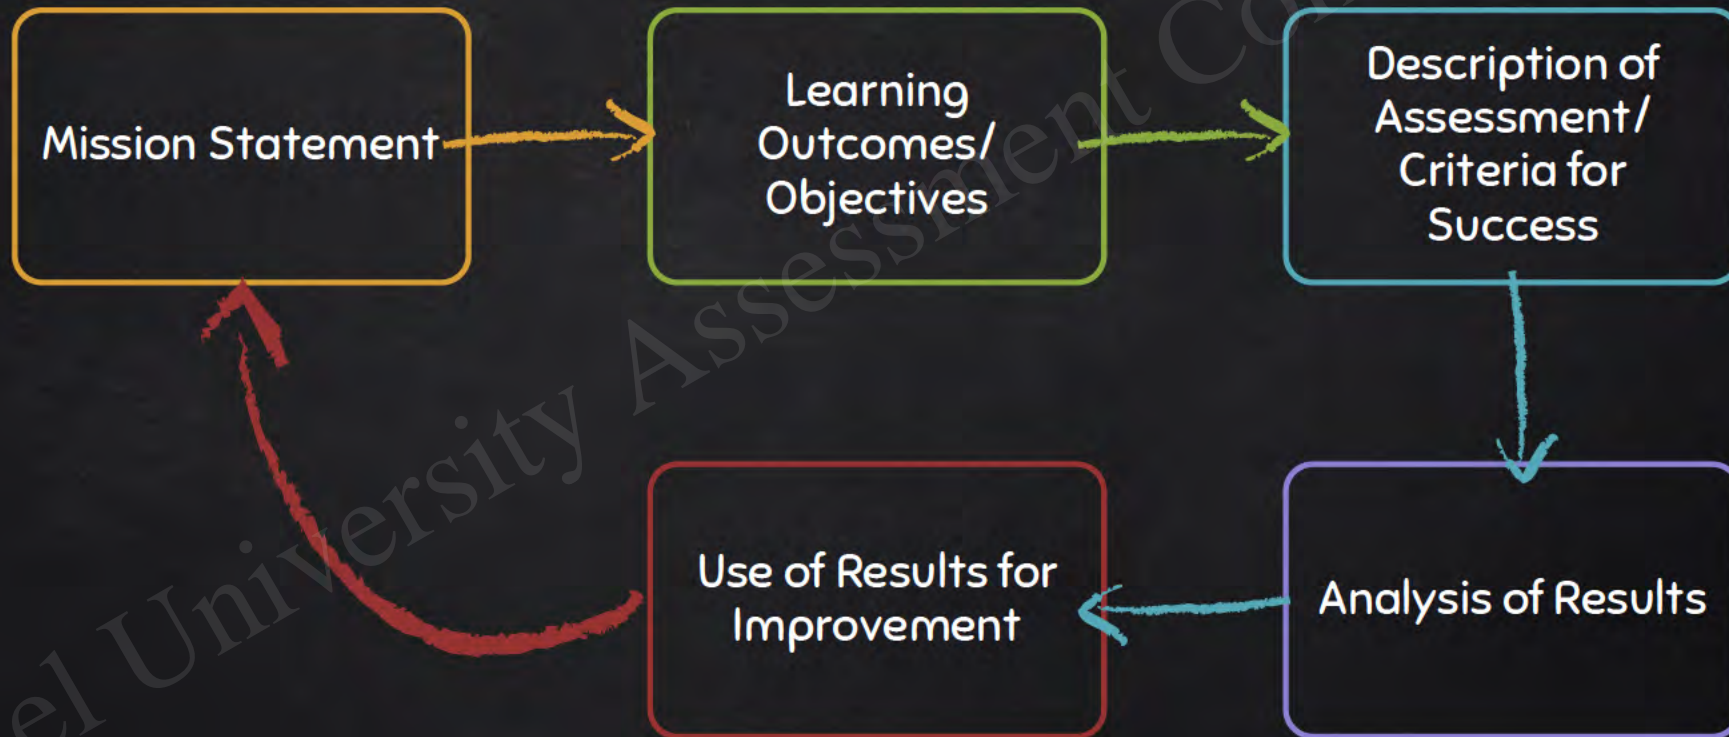 Mission Statement
Learning
Outcomes/
Objectives
Description of
Assessment/
Criteria for
Success
Analysis of Results
Use of Results for
Improvement
University Assessment